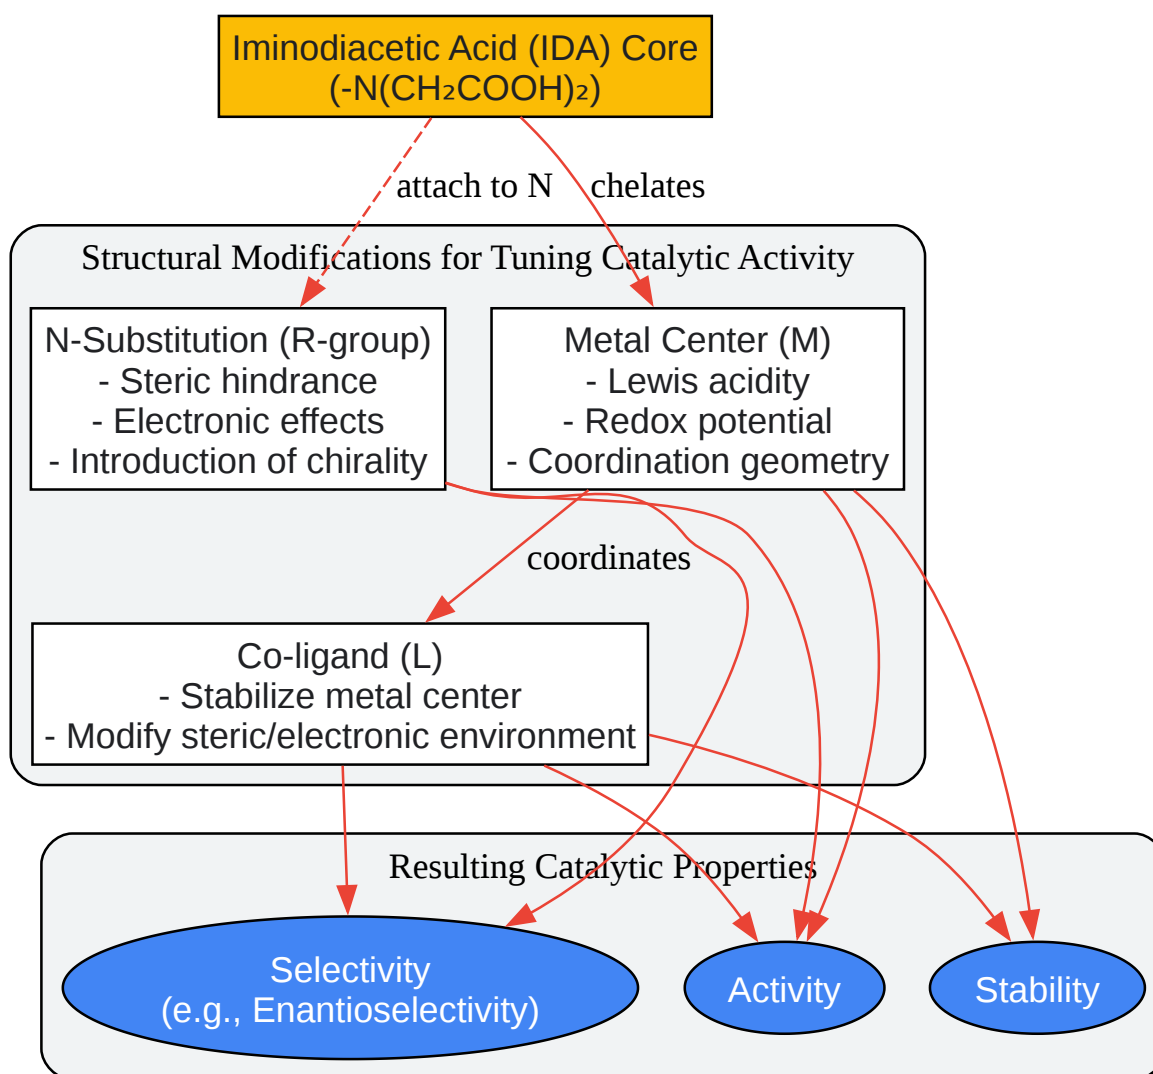 Iminodiacetic Acid (IDA) Core
(-N(CH₂COOH)₂)
attach to N
chelates
Structural Modifications for Tuning Catalytic Activity
N-Substitution (R-group)
- Steric hindrance
- Electronic effects
- Introduction of chirality
Metal Center (M)
- Lewis acidity
- Redox potential
- Coordination geometry
coordinates
Co-ligand (L)
- Stabilize metal center
- Modify steric/electronic environment
Resulting Catalytic Properties
Selectivity
(e.g., Enantioselectivity)
Activity
Stability